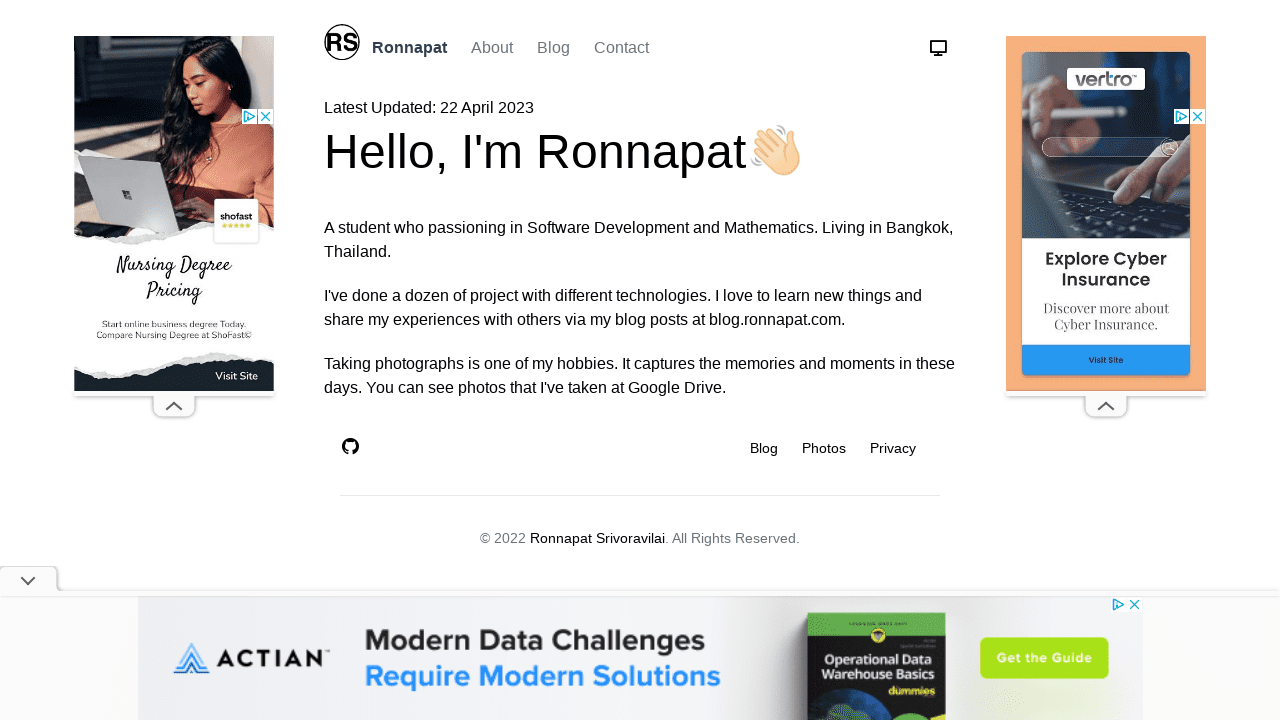 RS
Ronnapat
About
Blog
Contact
Latest Updated: 22 April 2023
Hello, I'm Ronnapat
A student who passioning in Software Development and Mathematics. Living in Bangkok,
Thailand.
I've done a dozen of project with different technologies. I love to learn new things and
share my experiences with others via my blog posts at blog.ronnapat.com.
Taking photographs is one of my hobbies. It captures the memories and moments in these
days. You can see photos that I've taken at Google Drive.
Blog
Photos
Privacy
© 2022 Ronnapat Srivoravilai. All Rights Reserved.
shofast
Nursing Degree
Pricing
Start online business degree Today.
Compare Nursing Degree at ShoFast©
Visit Site
vertro™
Explore Cyber
Insurance
Discover more about
Cyber Insurance.
Visit Site
ACTIAN™
Modern Data Challenges
Require Modern Solutions
Operational Data
Warehouse Basics
dummies
Get the Guide